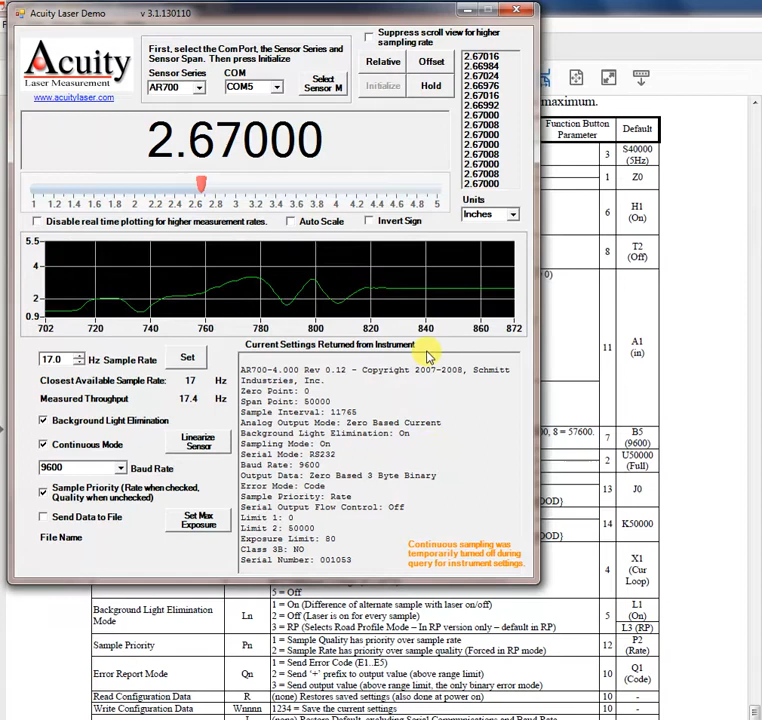 Acuity Laser Demo v 3.1.130110
Acuity
Laser Measurement
www.acuitylaser.com
First, select the Com Port, the Sensor Series and
Sensor Span. Then press Initialize
Sensor Series
COM
AR700
COM5
Select
Sensor M
Suppress scroll view for higher
sampling rate
Relative
Offset
Initialize
Hold
2.67016
2.66984
2.67024
2.66976
2.67016
2.66992
2.67000
2.67008
2.67000
2.67000
2.67008
2.67000
2.67008
2.67000
2.67000
Units
Inches
1 1.2 1.4 1.6 1.8 2 2.2 2.4 2.6 2.8 3 3.2 3.4 3.6 3.8 4 4.2 4.4 4.6 4.8 5
Disable real time plotting for higher measurement rates.
Auto Scale
Invert Sign
5.5
4
2
0.9
702 720 740 760 780 800 820 840 860 872
17.0
Hz Sample Rate
Set
Closest Available Sample Rate: 17 Hz
Measured Throughput 17.4 Hz
Background Light Elimination
Continuous Mode
Linearize
Sensor
9600
Baud Rate
Sample Priority (Rate when checked,
Quality when unchecked)
Send Data to File
Set Max
Exposure
File Name
Current Settings Returned from Instrument
AR700-4.000 Rev 0.12 - Copyright 2007-2008, Schmitt
Industries, Inc.
Zero Point: 0
Span Point: 50000
Sample Interval: 11765
Analog Output Mode: Zero Based Current
Background Light Elimination: On
Sampling Mode: On
Serial Mode: RS232
Baud Rate: 9600
Output Data: Zero Based 3 Byte Binary
Error Mode: Code
Sample Priority: Rate
Serial Output Flow Control: Off
Limit 1: 0
Limit 2: 50000
Exposure Limit: 80
Class 3B: NO
Serial Number: 001053
Continuous sampling was
temporarily turned off during
query for instrument settings.
maximum.
Function Button
Parameter
Default
3
S40000
(5Hz)
1
Z0
6
H1
(On)
8
T2
(Off)
0)
11
A1
(in)
00, 8 = 57600.
7
B5
(9600)
2
U50000
(Full)
13
J0
OOD}
14
K50000
OOD}
4
X1
(Cur
Loop)
5 = Off
Background Light Elimination
Mode
Ln
1 = On (Difference of alternate sample with laser on/off)
2 = Off (Laser is on for every sample)
3 = RP (Selects Road Profile Mode – In RP version only – default in RP)
5
L1
(On)
L3 (RP)
Sample Priority
Pn
1 = Sample Quality has priority over sample rate
2 = Sample Rate has priority over sample quality (Forced in RP mode)
12
P2
(Rate)
Error Report Mode
Qn
1 = Send Error Code (E1..E5)
2 = Send '+' prefix to output value (above range limit)
3 = Send output value (above range limit, the only binary error mode)
10
Q1
(Code)
Read Configuration Data
R
(none) Restores saved settings (also done at power on)
10
-
Write Configuration Data
Wnnnn
1234 = Save the current settings
10
-